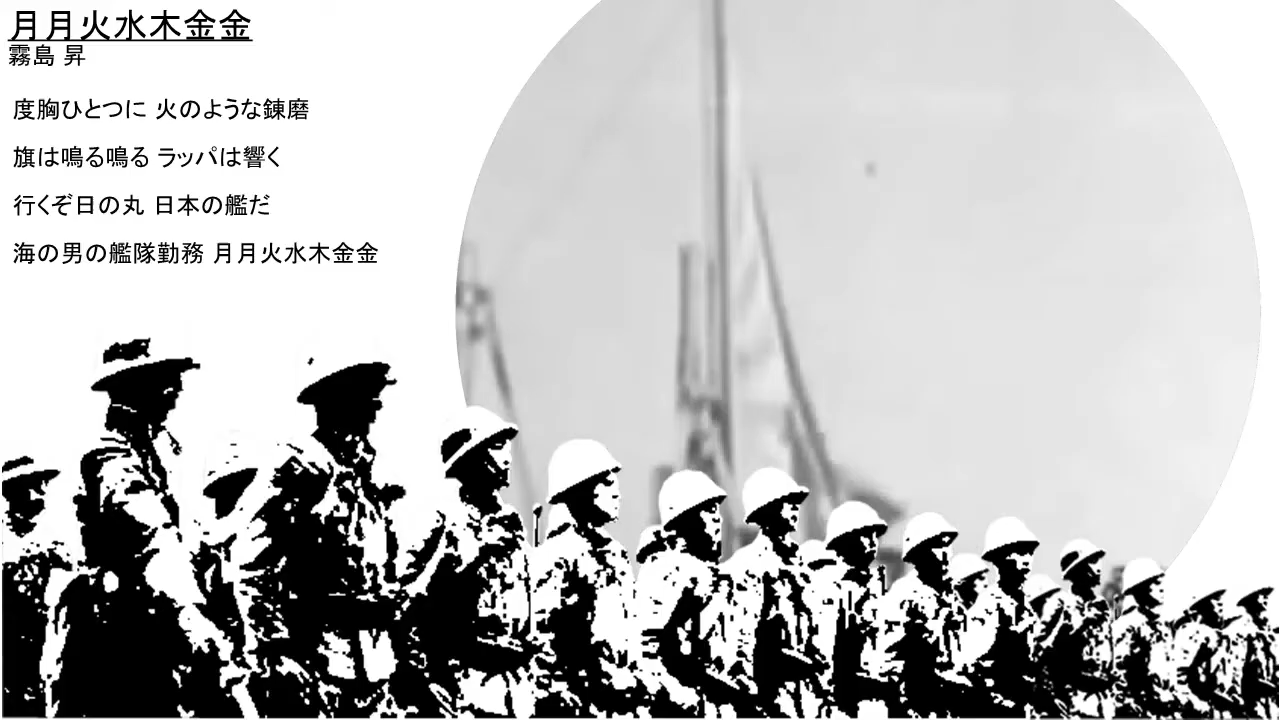 月月火水木金金
霧島 昇
度胸ひとつに 火のような錬磨
旗は鳴る鳴る ラッパは響く
行くぞ日の丸 日本の艦だ
海の男の艦隊勤務 月月火水木金金